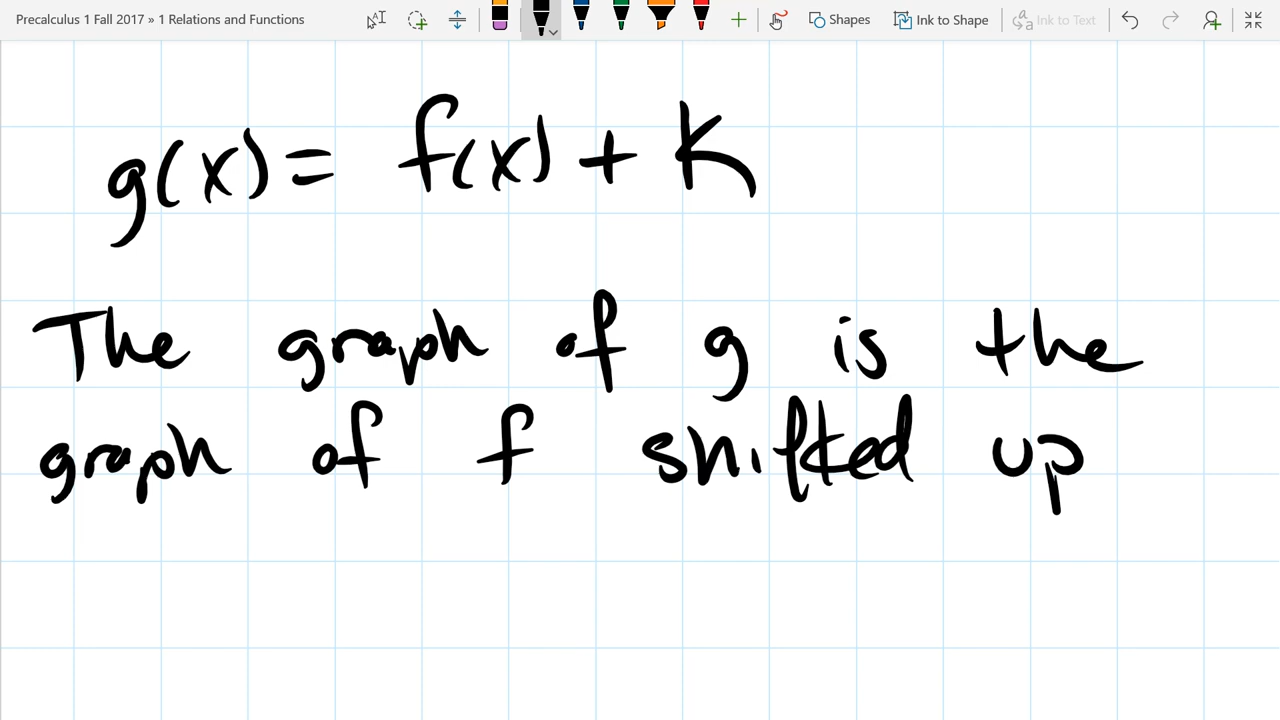 Precalculus 1 Fall 2017 » 1 Relations and Functions
Shapes
Ink to Shape
Ink to Text
g(x) = f(x) + K
The graph of g is the
graph of f shifted up